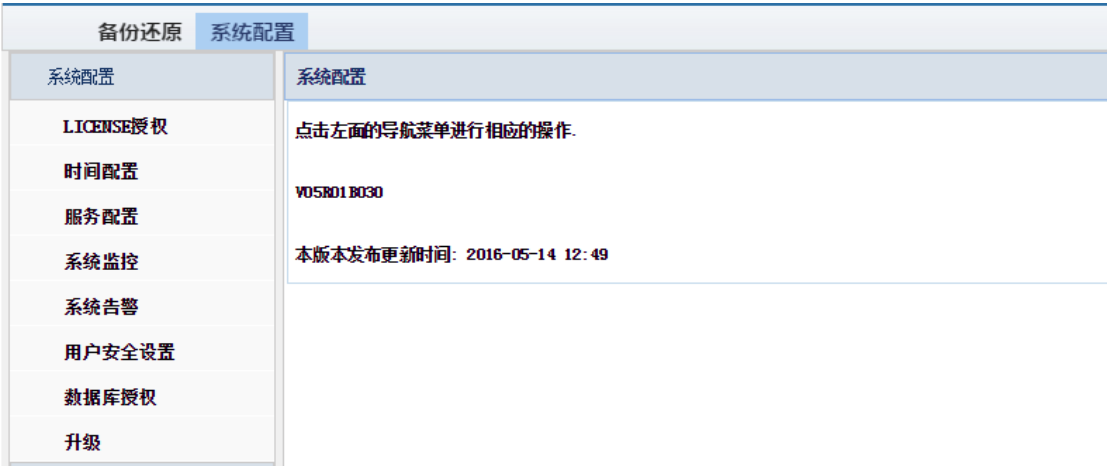 备份还原 系统配置
系统配置
LICENSE授权
时间配置
服务配置
系统监控
系统告警
用户安全设置
数据库授权
升级
系统配置
点击左面的导航菜单进行相应的操作.
V05R01B030
本版本发布更新时间: 2016-05-14 12:49